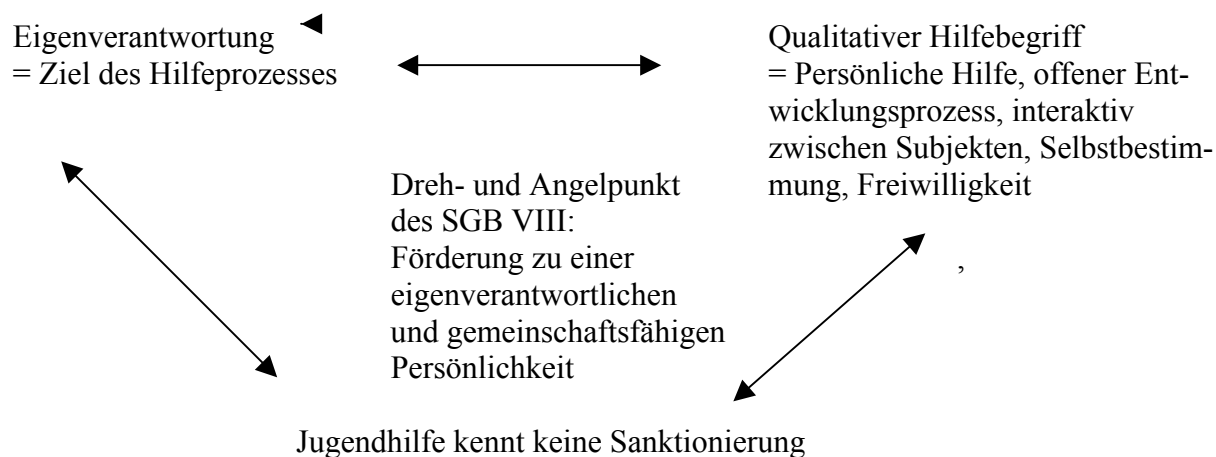 Eigenverantwortung
= Ziel des Hilfeprozesses
Qualitativer Hilfebegriff
= Persönliche Hilfe, offener Ent-
wicklungsprozess, interaktiv
zwischen Subjekten, Selbstbestim-
mung, Freiwilligkeit
Dreh- und Angelpunkt
des SGB VIII:
Förderung zu einer
eigenverantwortlichen
und gemeinschaftsfähigen
Persönlichkeit
,
Jugendhilfe kennt keine Sanktionierung